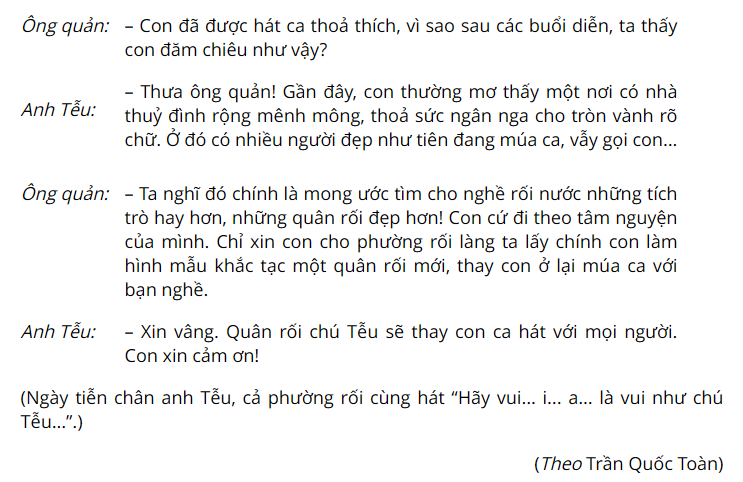 Ông quản: – Con đã được hát ca thoả thích, vì sao sau các buổi diễn, ta thấy
con đăm chiêu như vậy?
– Thưa ông quản! Gần đây, con thường mơ thấy một nơi có nhà
Anh Tễu: thuỷ đình rộng mênh mông, thoả sức ngân nga cho tròn vành rõ
chữ. Ở đó có nhiều người đẹp như tiên đang múa ca, vẫy gọi con...
Ông quản: – Ta nghĩ đó chính là mong ước tìm cho nghề rối nước những tích
trò hay hơn, những quân rối đẹp hơn! Con cứ đi theo tâm nguyện
của mình. Chỉ xin con cho phường rối làng ta lấy chính con làm
hình mẫu khắc tạc một quân rối mới, thay con ở lại múa ca với
bạn nghề.
Anh Tễu: – Xin vâng. Quân rối chú Tễu sẽ thay con ca hát với mọi người.
Con xin cảm ơn!
(Ngày tiễn chân anh Tễu, cả phường rối cùng hát “Hãy vui... i... a... là vui như chú
Tễu...”.)
(Theo Trần Quốc Toàn)